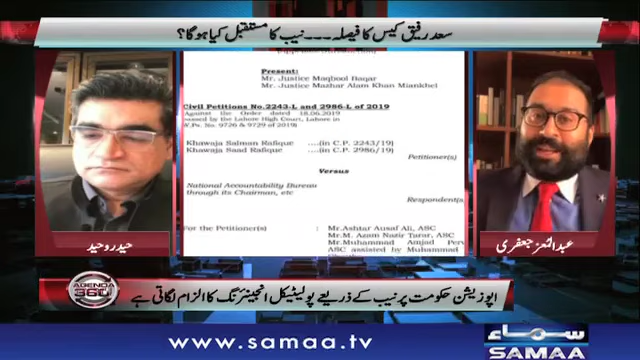 سعد رفیق کیس کا فیصلہ ۔۔۔ نیب کا مستقبل کیا ہوگا؟
Present:
Mr. Justice Maqbool Baqar
Mr. Justice Mazhar Alam Khan Miankhel
Civil Petitions No.2243-L and 2986-L of 2019
Against the Order dated 18.06.2019
passed by the Lahore High Court, Lahore in
W.Ps. No. 9726 & 9729 of 2019)
Khawaja Salman Rafique ...(in C.P. 2243/19)
Khawaja Saad Rafique ...(in C.P. 2986/19)
Petitioner(s)
Versus
National Accountability Bureau
through its Chairman, etc
Respondent(s)
For the Petitioner(s) : Mr. Ashtar Ausaf Ali, ASC
Mr. M. Azam Nazir Tarar, ASC
Mr. Muhammad Amjad Perv
ASC assisted by Muhammad
حیدر وحید
عبدالمعز جعفری
AGENDA 360
اپوزیشن حکومت پر نیب کے ذریعے پولیٹیکل انجینئرنگ کا الزام لگاتی ہے
www.samaa.tv
سماء
SAMAA